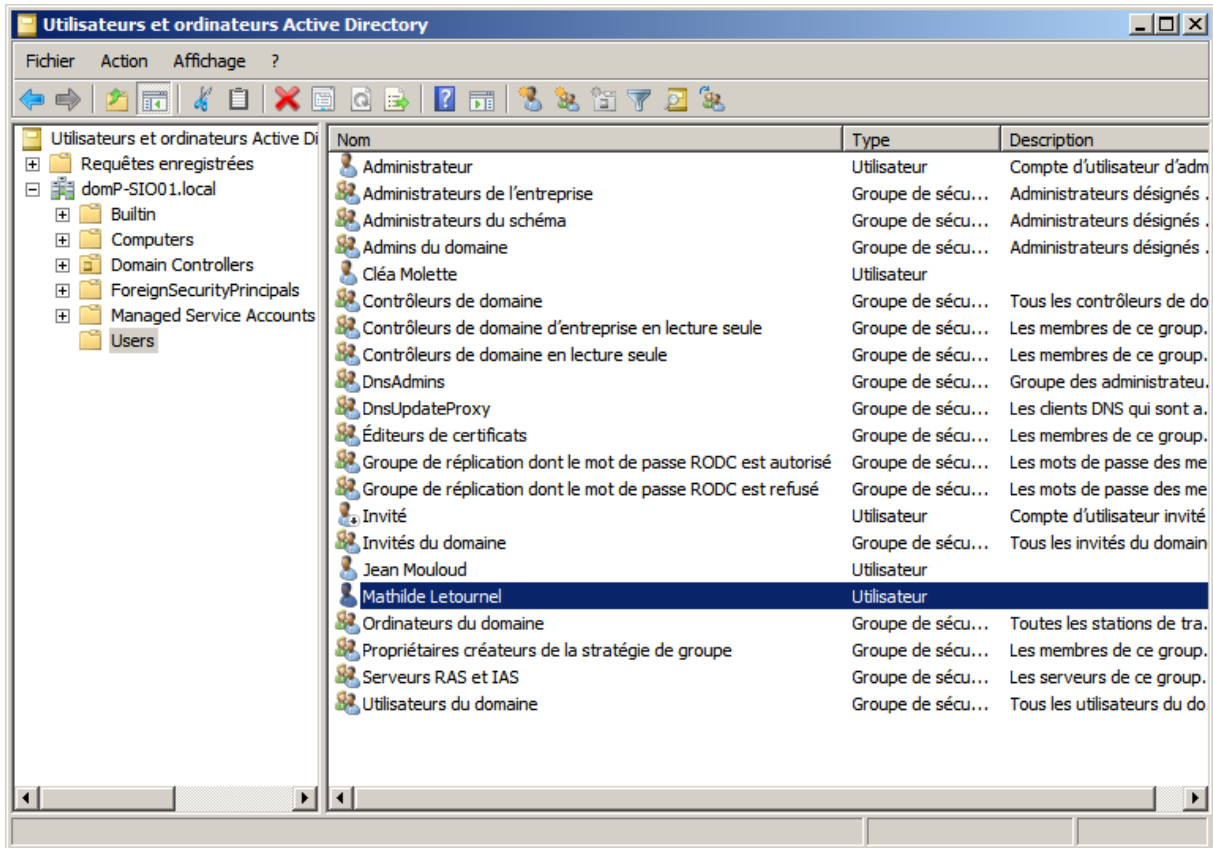 Utilisateurs et ordinateurs Active Directory
Fichier Action Affichage ?
Utilisateurs et ordinateurs Active Di
Requêtes enregistrées
domP-SIO01.local
Builtin
Computers
Domain Controllers
ForeignSecurityPrincipals
Managed Service Accounts
Users
Nom Type Description
Administrateur Utilisateur Compte d'utilisateur d'adm
Administrateurs de l'entreprise Groupe de sécu... Administrateurs désignés .
Administrateurs du schéma Groupe de sécu... Administrateurs désignés .
Admins du domaine Groupe de sécu... Administrateurs désignés .
Cléa Molette Utilisateur
Contrôleurs de domaine Groupe de sécu... Tous les contrôleurs de do
Contrôleurs de domaine d'entreprise en lecture seule Groupe de sécu... Les membres de ce group.
Contrôleurs de domaine en lecture seule Groupe de sécu... Les membres de ce group.
DnsAdmins Groupe de sécu... Groupe des administrateu.
DnsUpdateProxy Groupe de sécu... Les clients DNS qui sont a.
Éditeurs de certificats Groupe de sécu... Les membres de ce group.
Groupe de réplication dont le mot de passe RODC est autorisé Groupe de sécu... Les mots de passe des me
Groupe de réplication dont le mot de passe RODC est refusé Groupe de sécu... Les mots de passe des me
Invité Utilisateur Compte d'utilisateur invité
Invités du domaine Groupe de sécu... Tous les invités du domain
Jean Mouloud Utilisateur
Mathilde Letournel Utilisateur
Ordinateurs du domaine Groupe de sécu... Toutes les stations de tra.
Propriétaires créateurs de la stratégie de groupe Groupe de sécu... Les membres de ce group.
Serveurs RAS et IAS Groupe de sécu... Les serveurs de ce group.
Utilisateurs du domaine Groupe de sécu... Tous les utilisateurs du do.